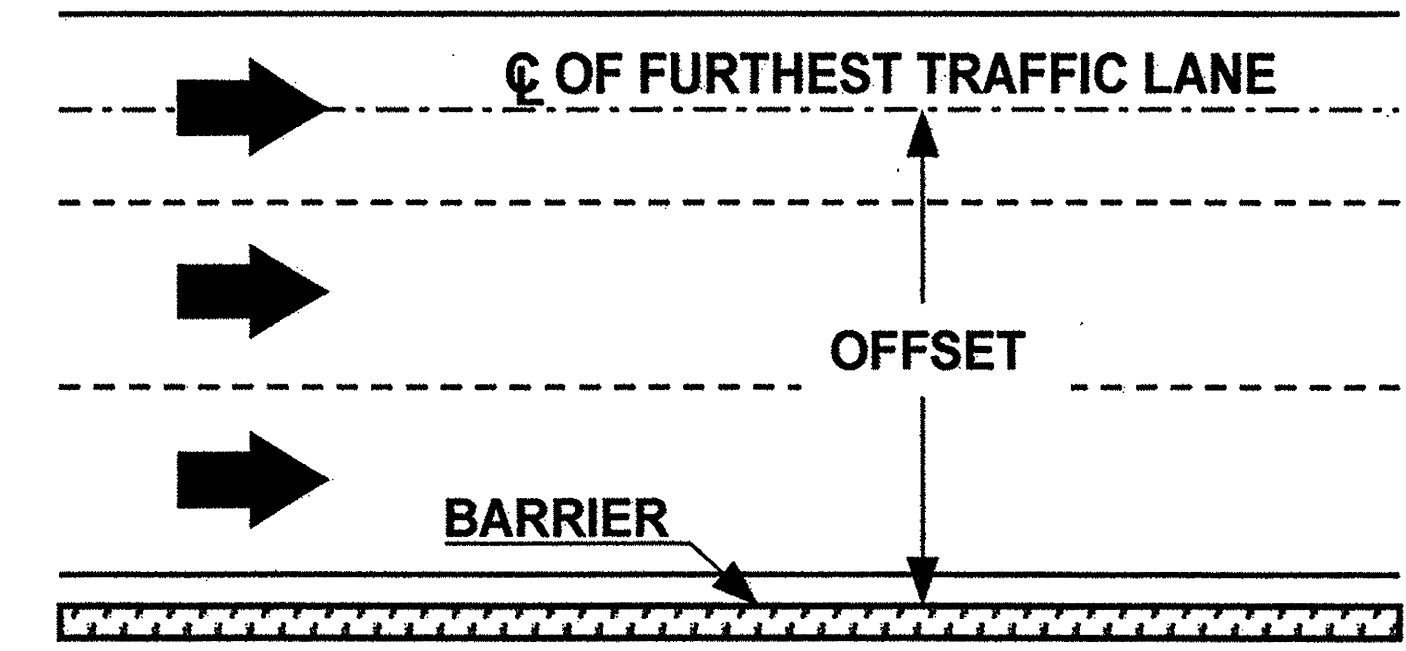 ℄ OF FURTHEST TRAFFIC LANE
OFFSET
BARRIER